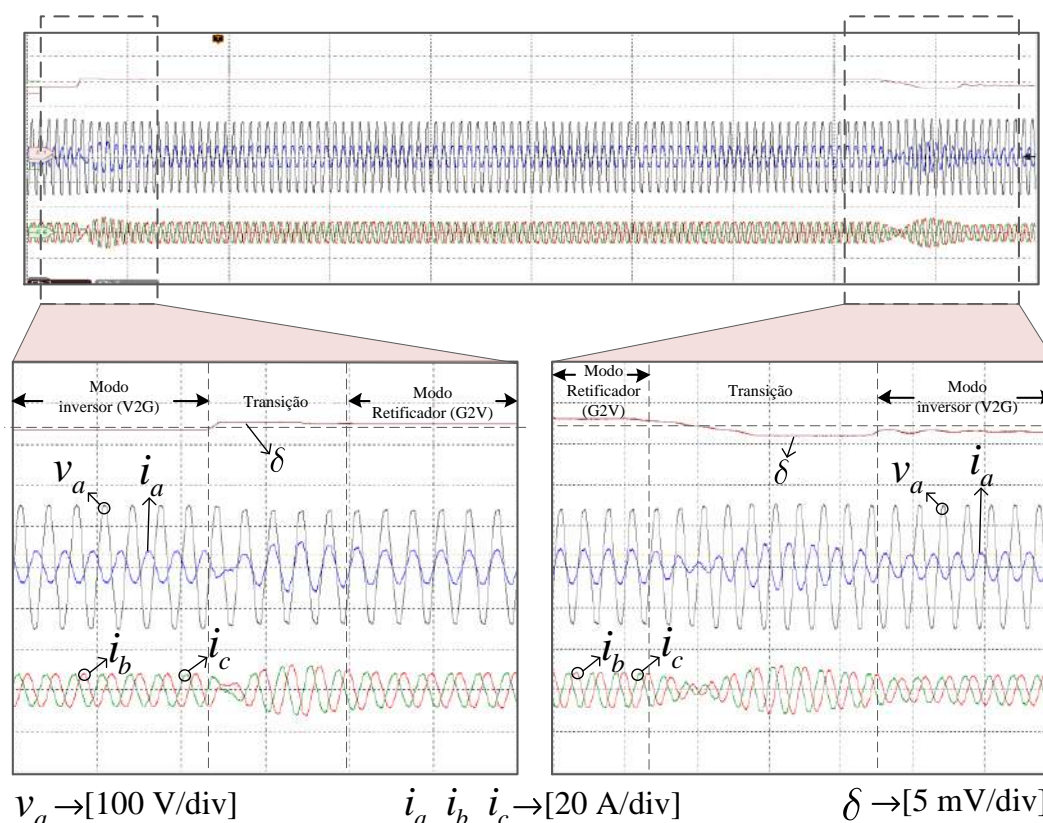 Modo
inversor (V2G)
Transição
Modo
Retificador (G2V)
δ
v_a
i_a
i_b
i_c
Modo
Retificador
(G2V)
Transição
Modo
inversor (V2G)
δ
v_a
i_a
i_b
i_c
v_a →[100 V/div]
i_a i_b i_c →[20 A/div]
δ →[5 mV/div]